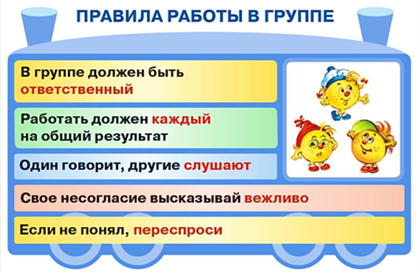 ПРАВИЛА РАБОТЫ В ГРУППЕ
В группе должен быть
ответственный
Работать должен каждый
на общий результат
Один говорит, другие слушают
Свое несогласие высказывай вежливо
Если не понял, переспроси